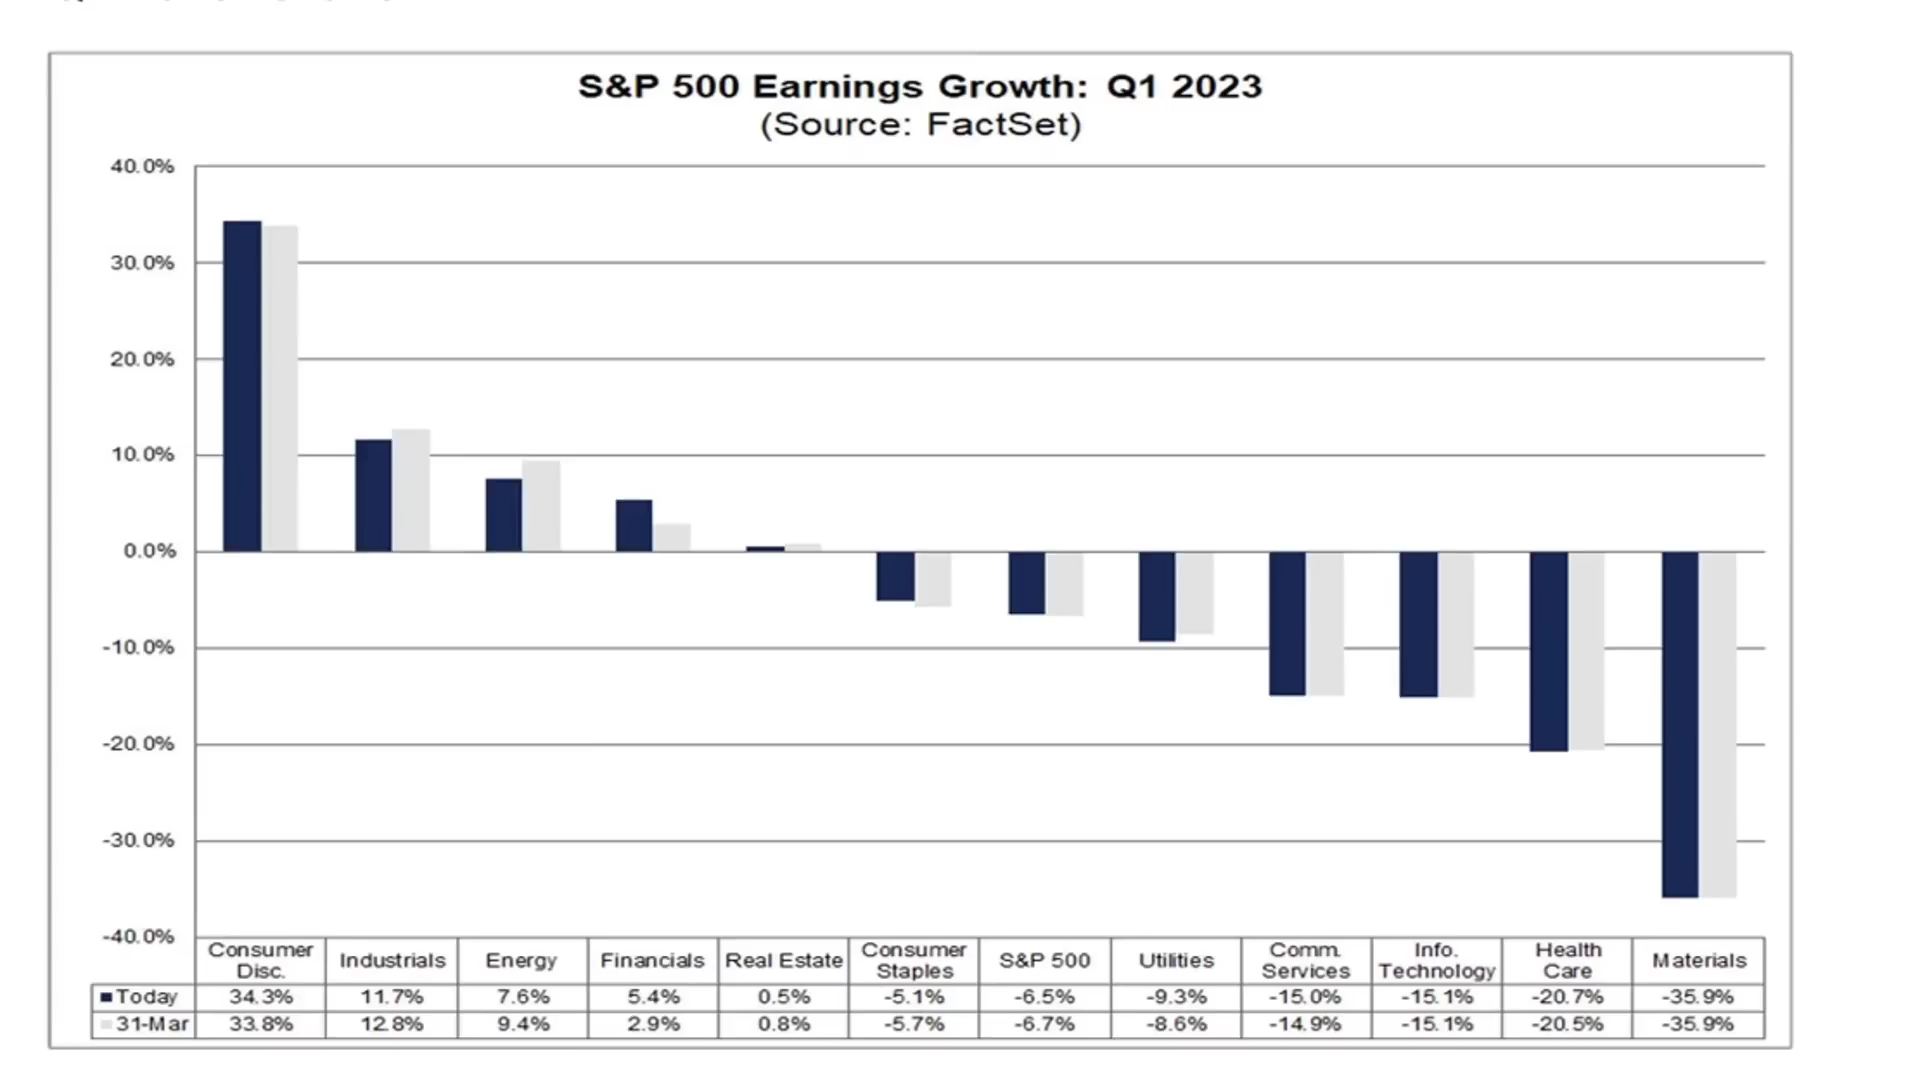 S&P 500 Earnings Growth: Q1 2023
(Source: FactSet)
40.0%
30.0%
20.0%
10.0%
0.0%
-10.0%
-20.0%
-30.0%
-40.0%
Consumer Disc. Industrials Energy Financials Real Estate Consumer Staples S&P 500 Utilities Comm. Services Info. Technology Health Care Materials
Today 34.3% 11.7% 7.6% 5.4% 0.5% -5.1% -6.5% -9.3% -15.0% -15.1% -20.7% -35.9%
31-Mar 33.8% 12.8% 9.4% 2.9% 0.8% -5.7% -6.7% -8.6% -14.9% -15.1% -20.5% -35.9%